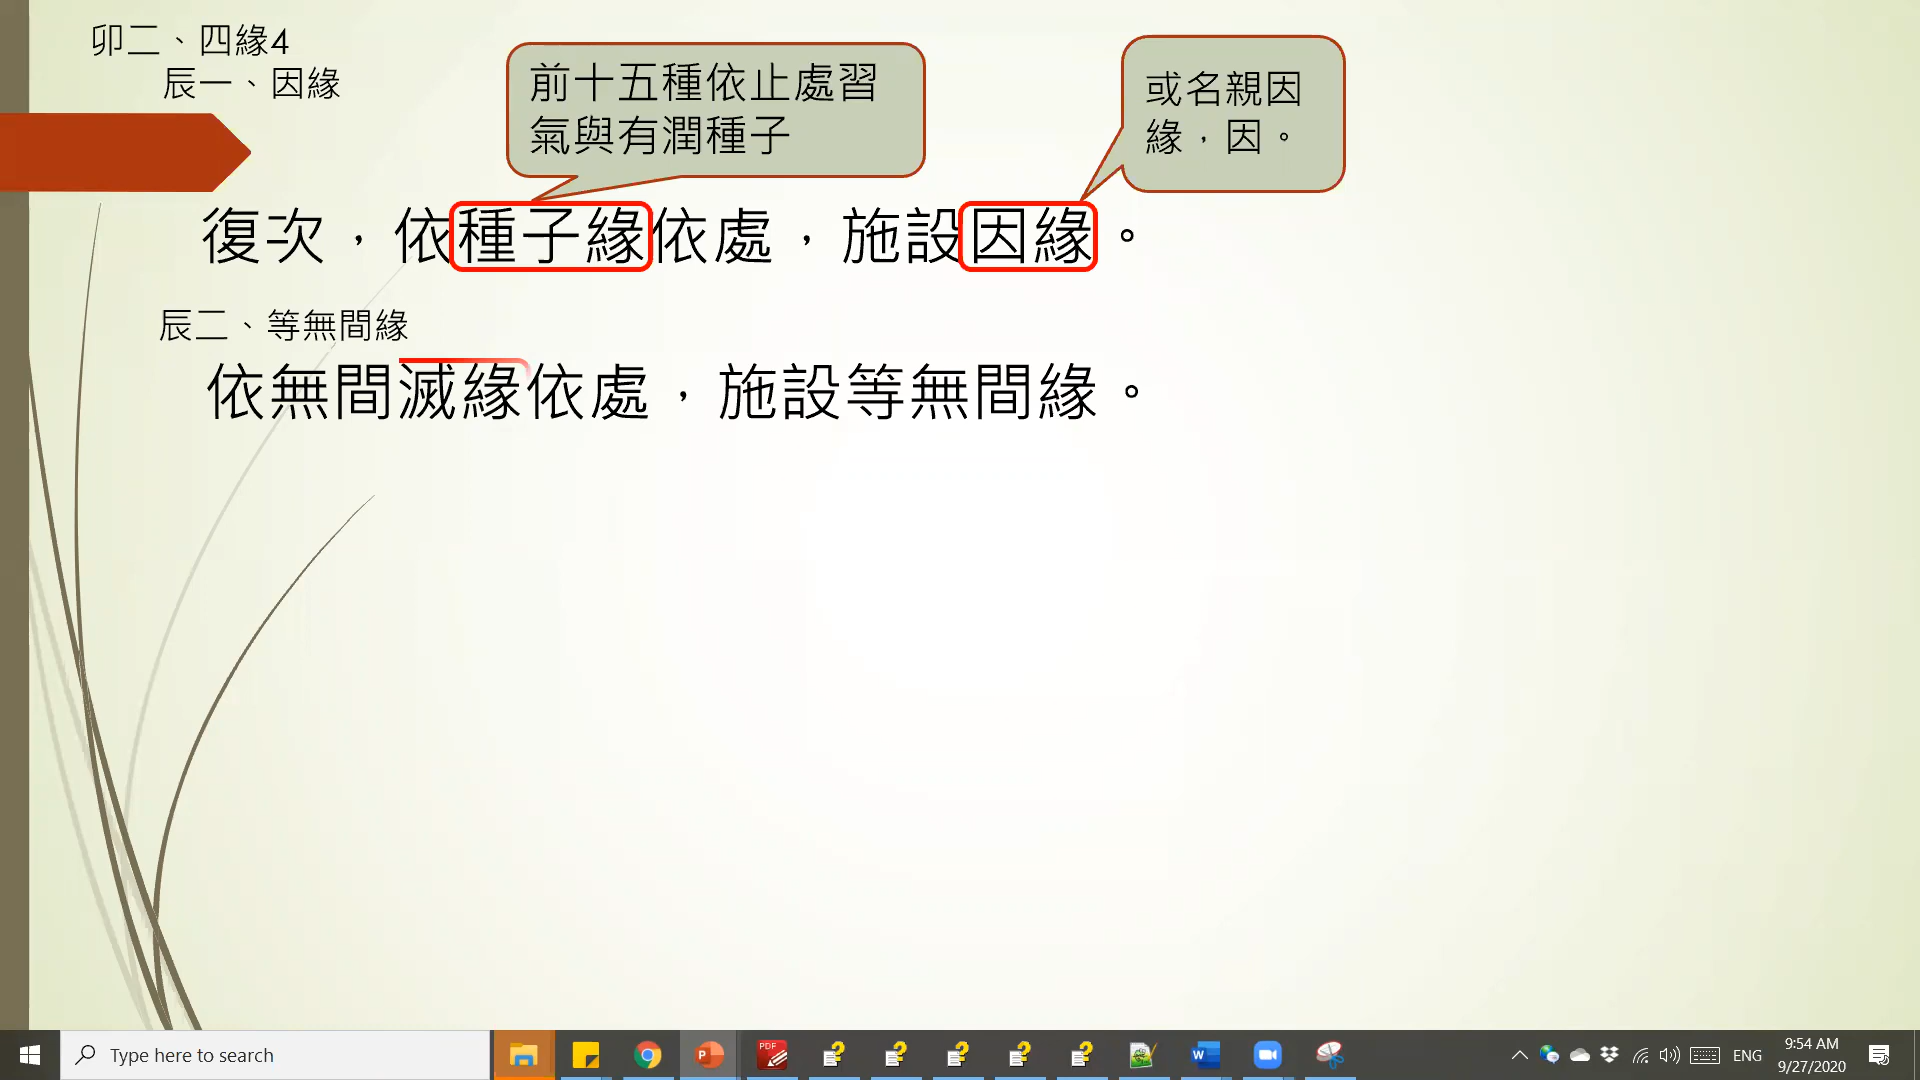 卯二、四緣4
辰一、因緣
前十五種依止處習
氣與有潤種子
或名親因
緣，因。
復次，依種子緣依處，施設因緣。
辰二、等無間緣
依無間滅緣依處，施設等無間緣。
Type here to search
PDF
ENG
9:54 AM
9/27/2020